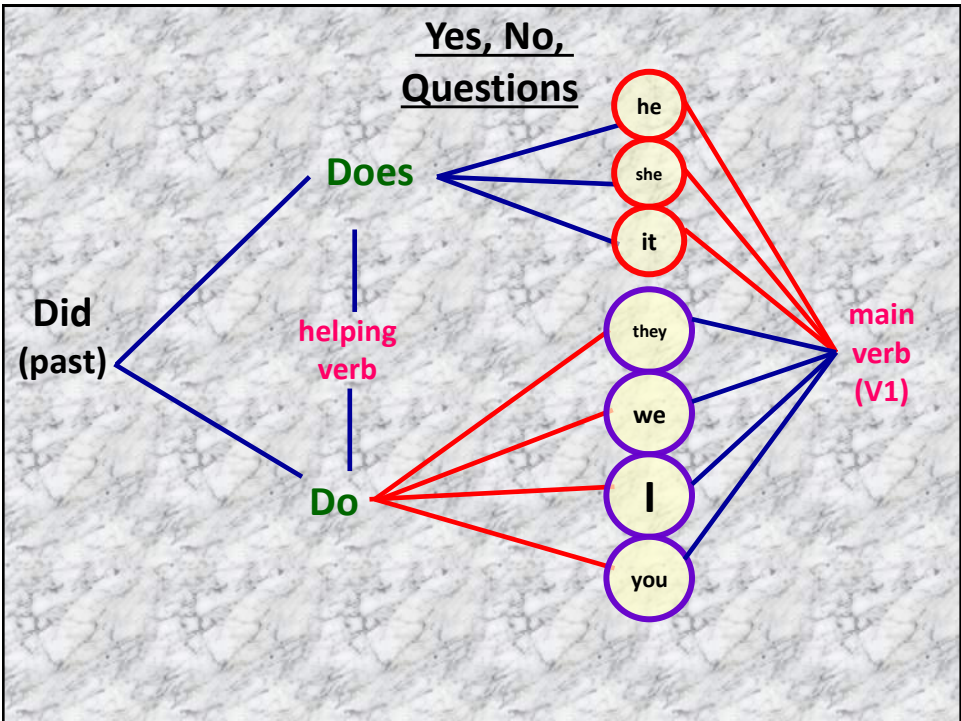 Yes, No,
Questions
he
Does
she
it
Did
(past)
helping
verb
they
main
verb
(V1)
we
Do
I
you